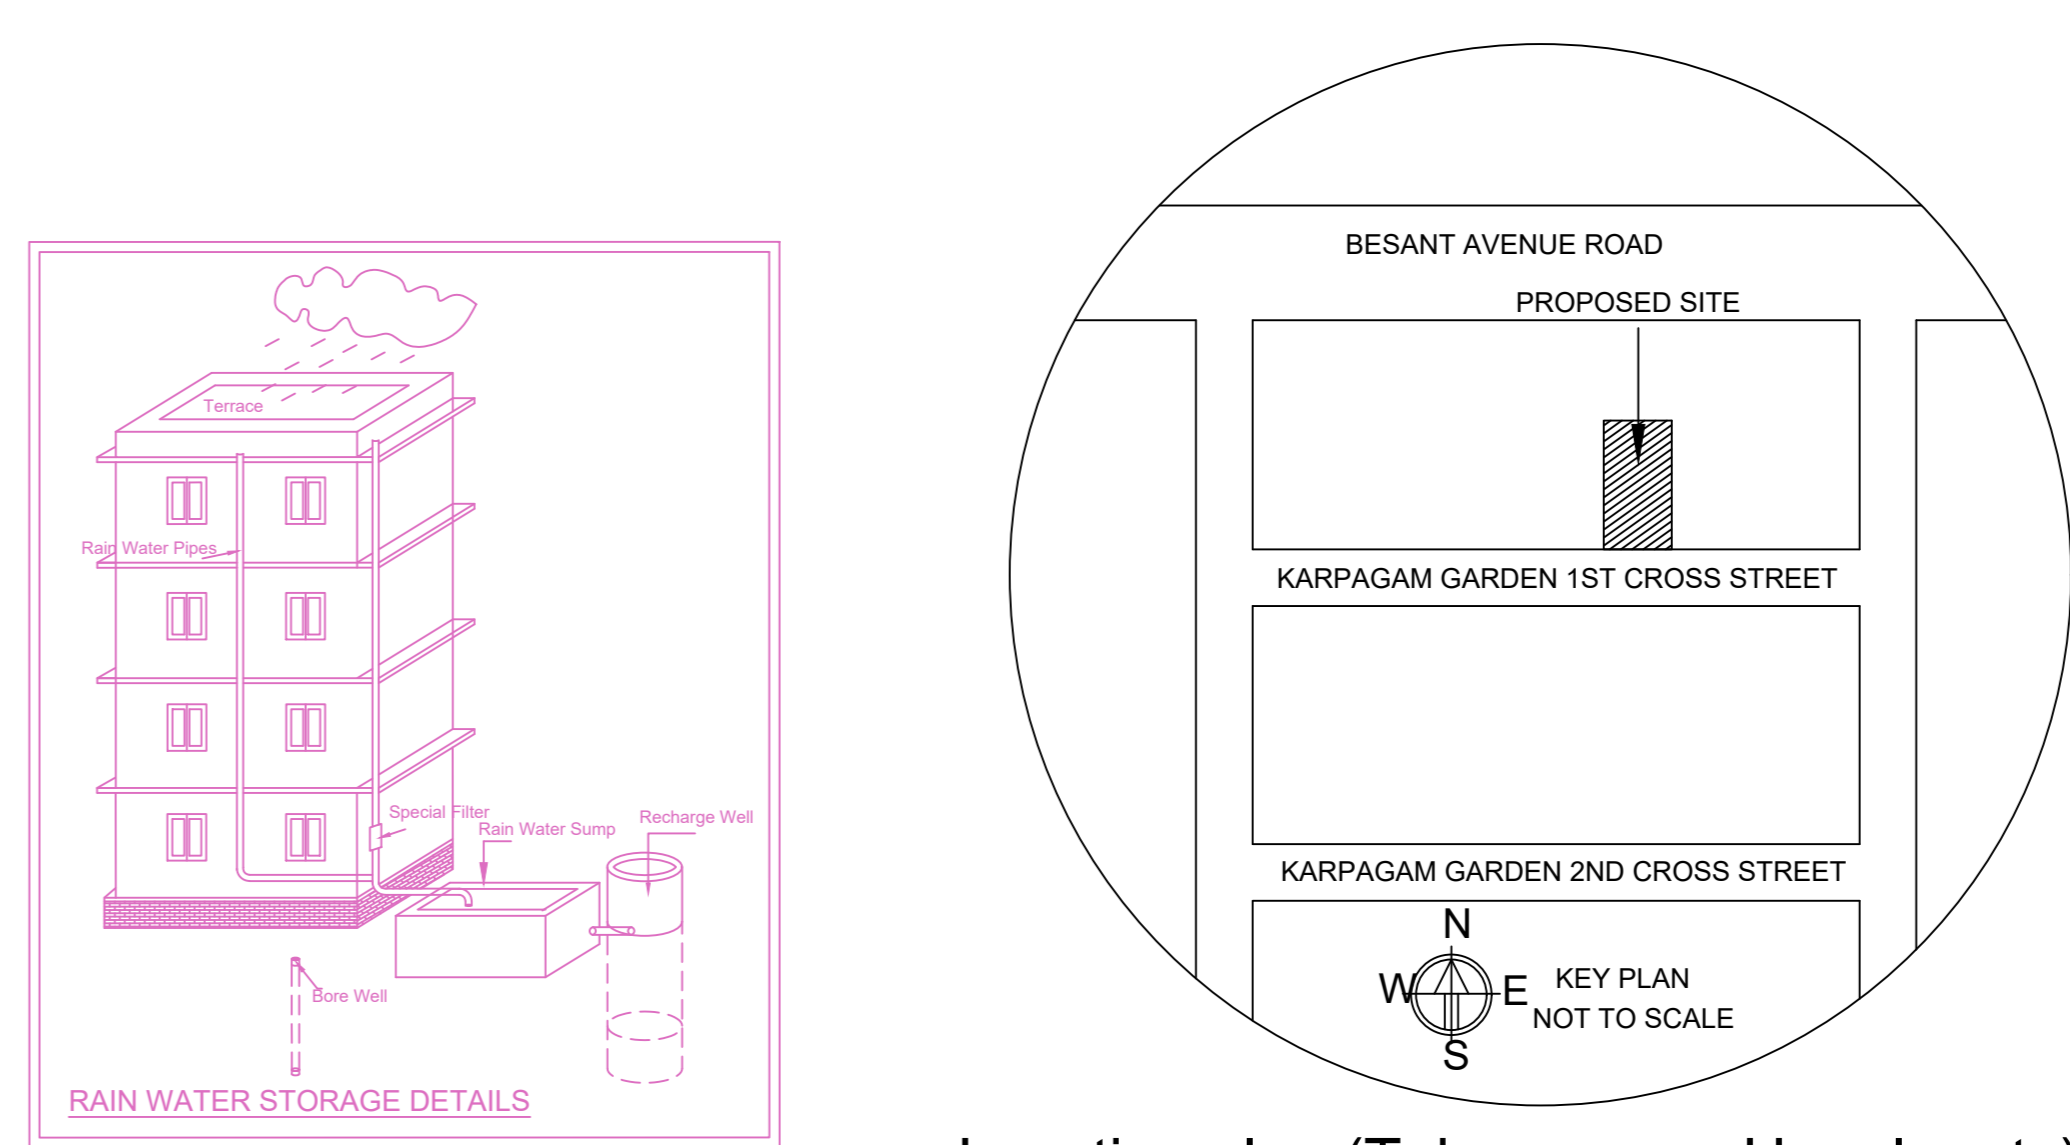 Terrace
Rain Water Pipes
Special Filter
Rain Water Sump
Recharge Well
Bore Well
RAIN WATER STORAGE DETAILS
BESANT AVENUE ROAD
PROPOSED SITE
KARPAGAM GARDEN 1ST CROSS STREET
KARPAGAM GARDEN 2ND CROSS STREET
N
W E
S
KEY PLAN
NOT TO SCALE